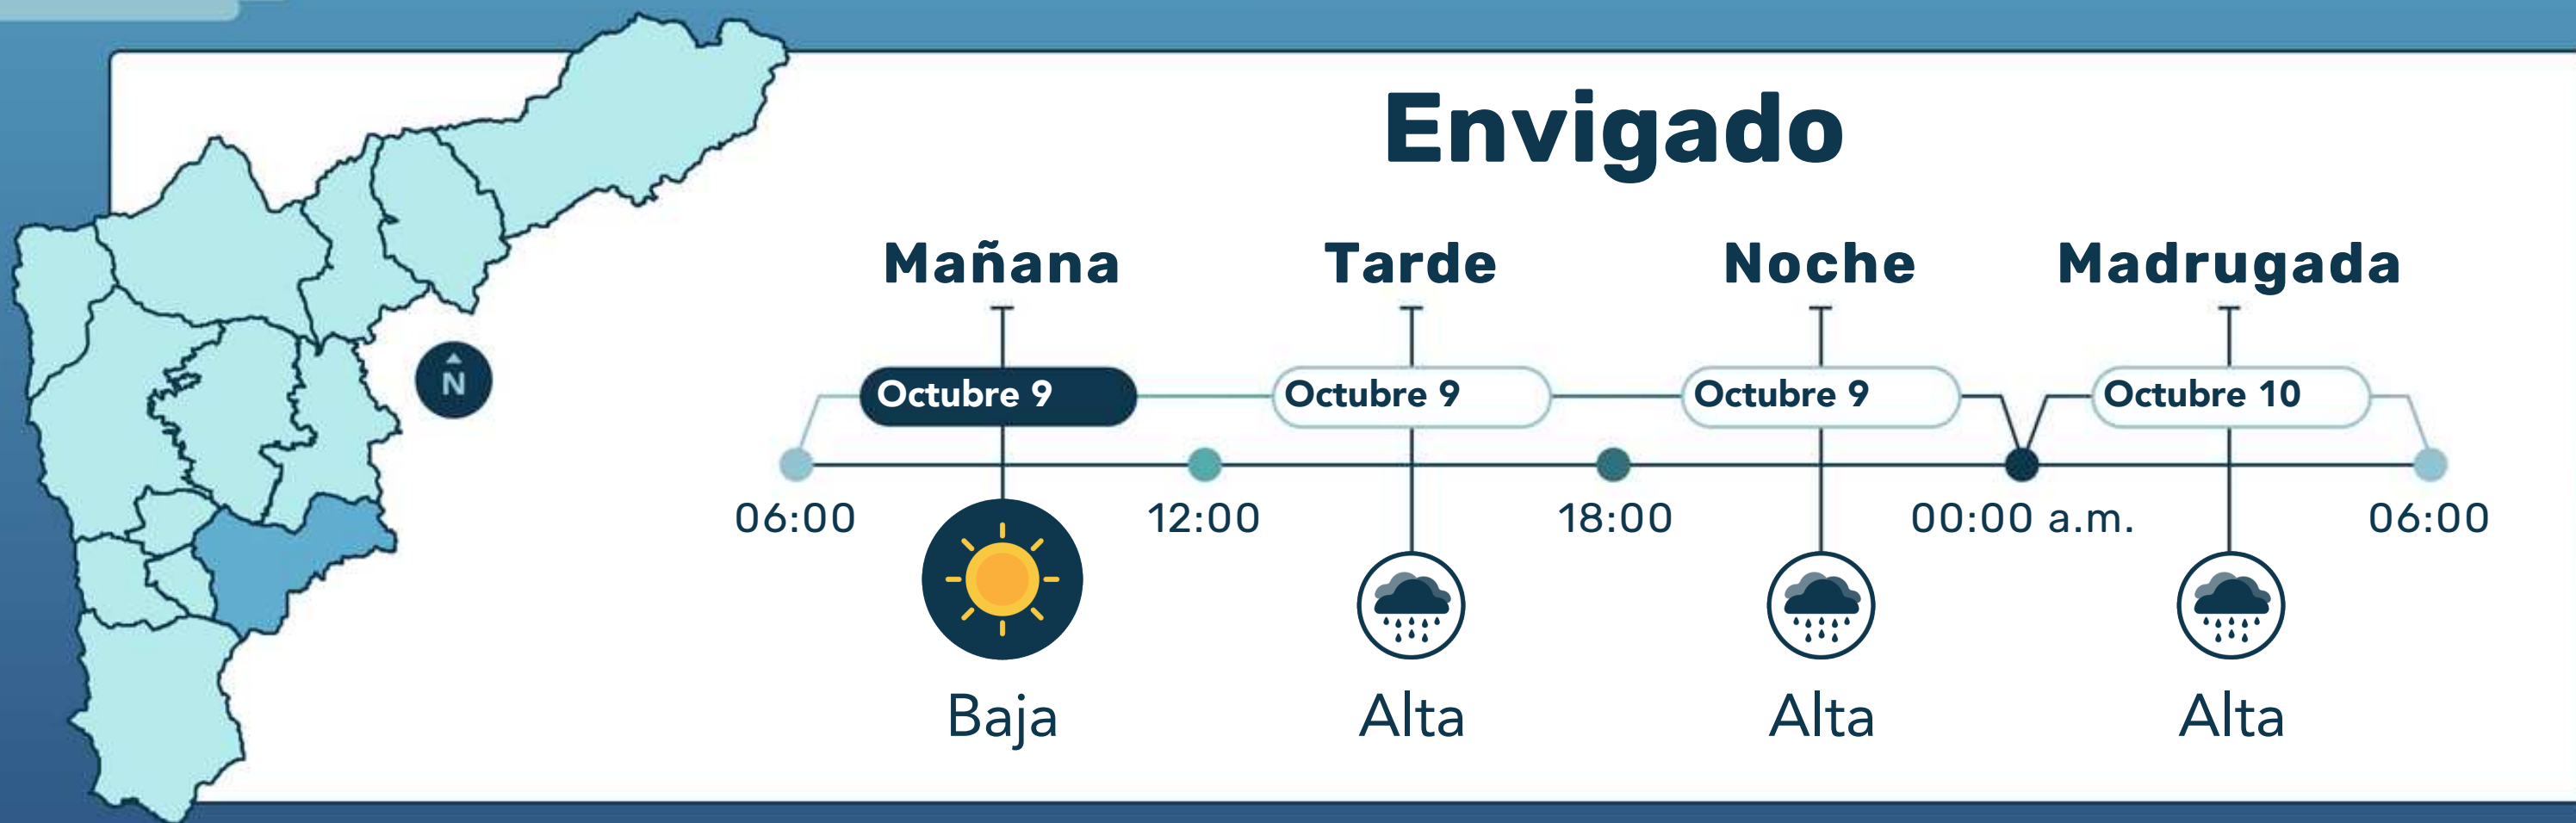 Envigado
Mañana
Tarde
Noche
Madrugada
N
Octubre 9
Octubre 9
Octubre 9
Octubre 10
06:00
12:00
18:00
00:00 a.m.
06:00
Baja
Alta
Alta
Alta